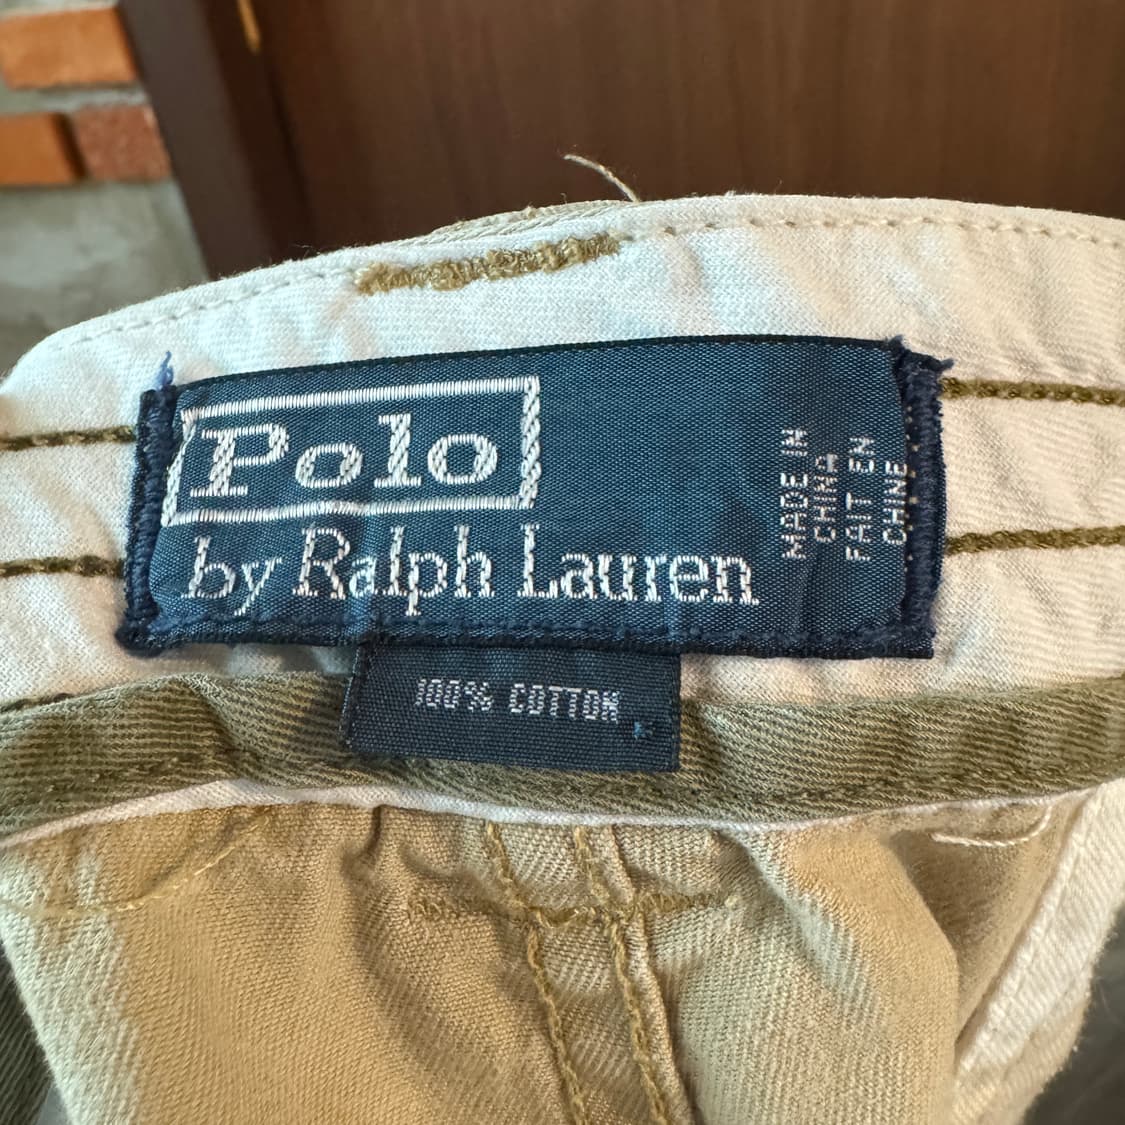 Polo
by Ralph Lauren
MADE IN
CHINA
FAIT EN
CHINE
100% COTTON